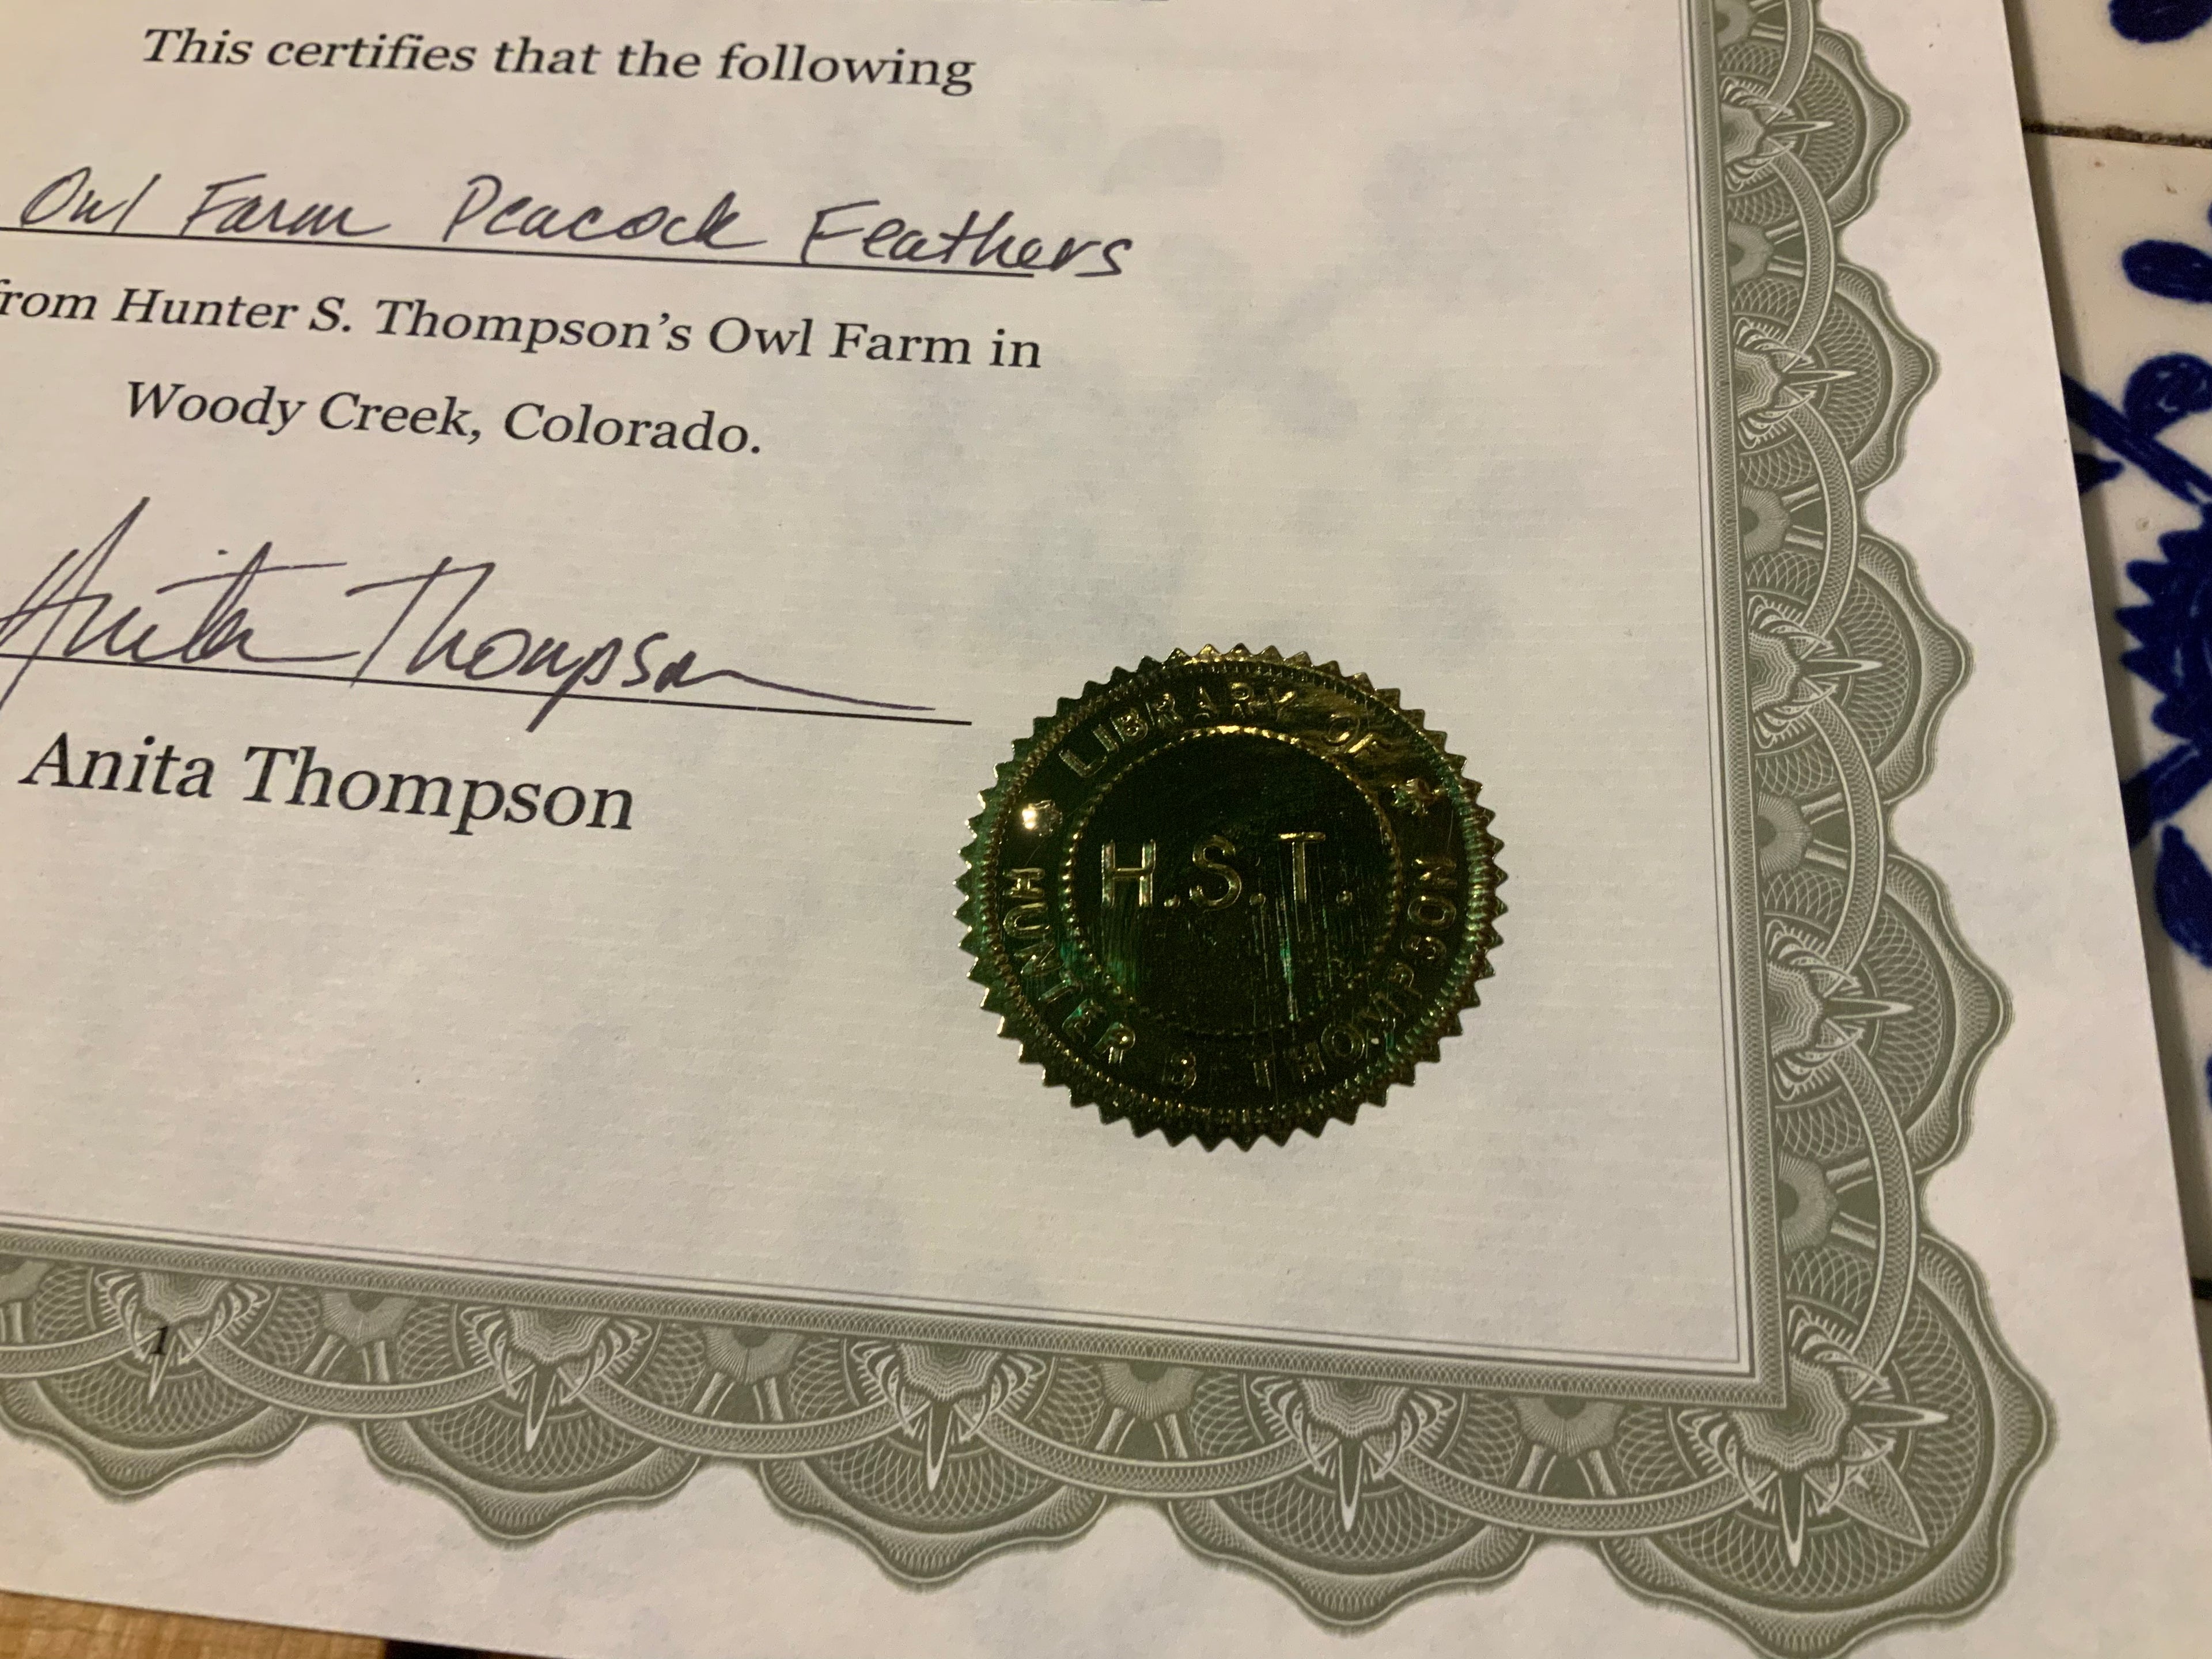 This certifies that the following
Owl Farm Peacock Feathers
from Hunter S. Thompson's Owl Farm in
Woody Creek, Colorado.
Anita Thompson
Anita Thompson
LIBRARY OF
H.S.T.
HUNTER S. THOMPSON
1